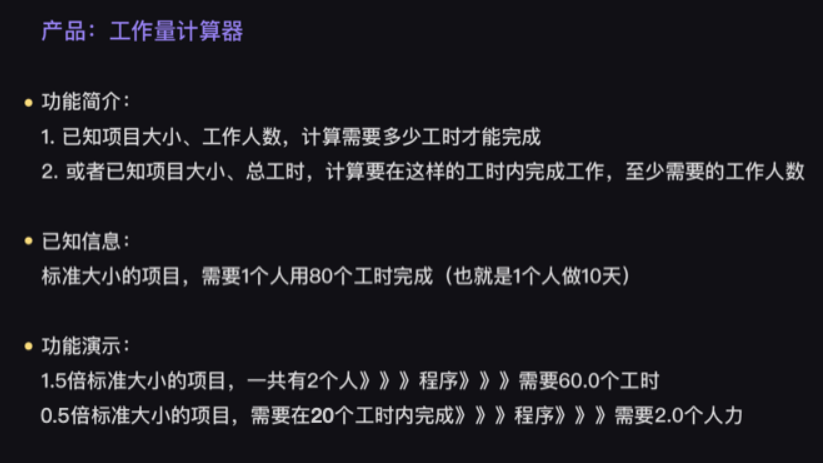 产品：工作量计算器
功能简介：
1. 已知项目大小、工作人数，计算需要多少工时才能完成
2. 或者已知项目大小、总工时，计算要在这样的工时内完成工作，至少需要的工作人数
已知信息：
标准大小的项目，需要1个人用80个工时完成（也就是1个人做10天）
功能演示：
1.5倍标准大小的项目，一共有2个人》》》程序》》》需要60.0个工时
0.5倍标准大小的项目，需要在20个工时内完成》》》程序》》》需要2.0个人力